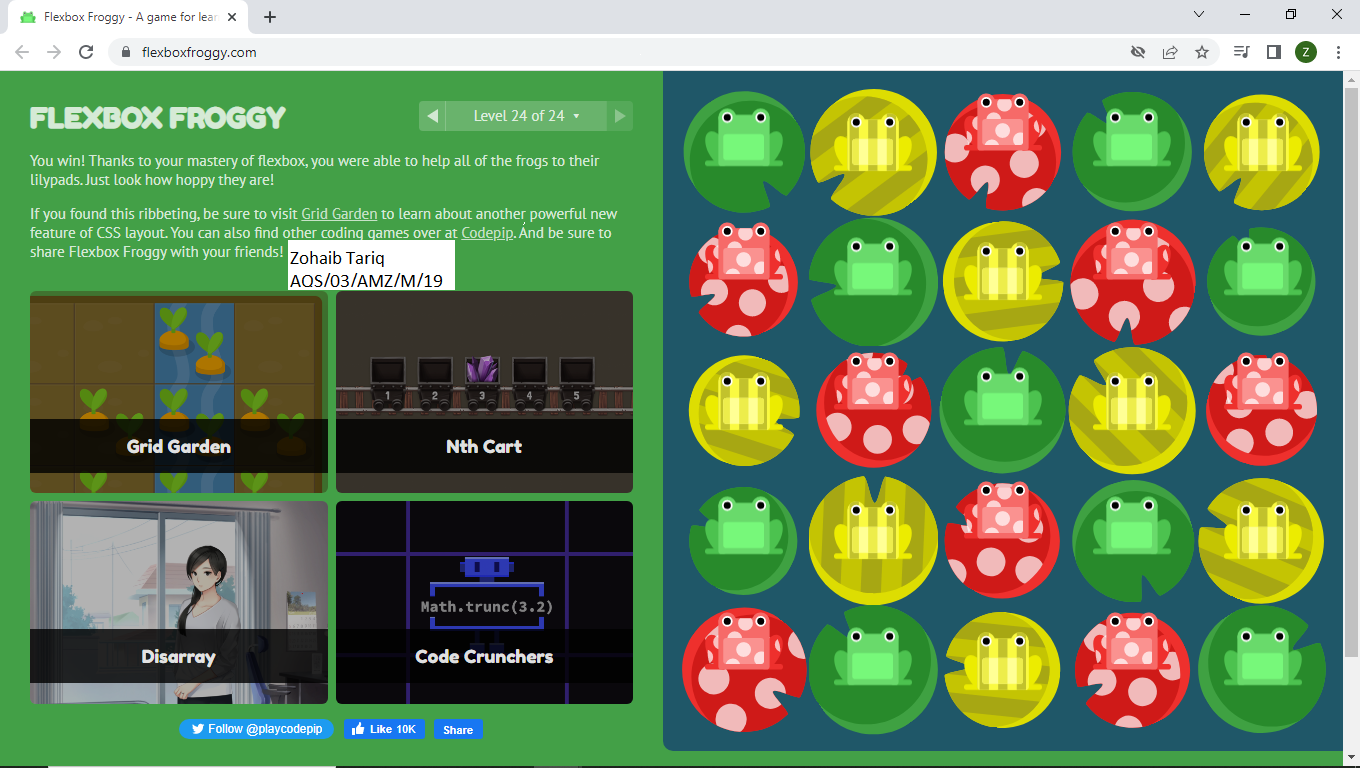 Flexbox Froggy - A game for lear
flexboxfroggy.com
Z
FLEXBOX FROGGY
Level 24 of 24
You win! Thanks to your mastery of flexbox, you were able to help all of the frogs to their
lilypads. Just look how hoppy they are!
If you found this ribbeting, be sure to visit Grid Garden to learn about another powerful new
feature of CSS layout. You can also find other coding games over at Codepip. And be sure to
share Flexbox Froggy with your friends!
Zohaib Tariq
AQS/03/AMZ/M/19
1 2 3 4 5
Grid Garden
Nth Cart
Math.trunc(3.2)
Disarray
Code Crunchers
Follow @playcodepip
Like 10K
Share